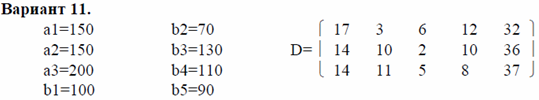 Вариант 11.
a1=150 b2=70 ( 17 3 6 12 32 )
a2=150 b3=130 D= | 14 10 2 10 36 |
a3=200 b4=110 ( 14 11 5 8 37 )
b1=100 b5=90